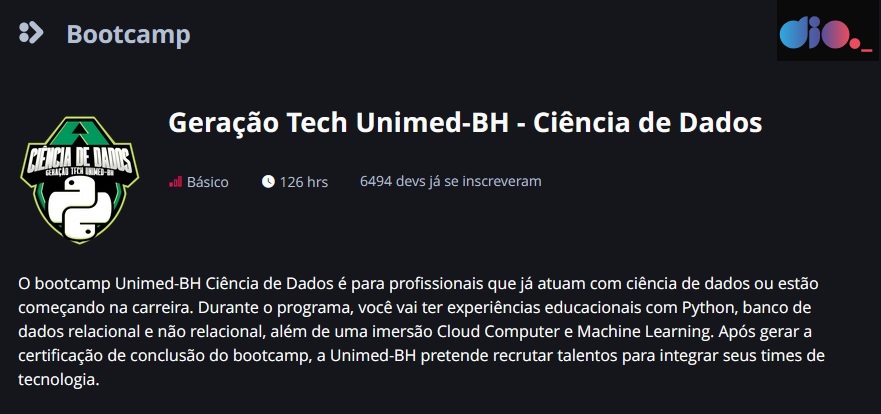 Bootcamp
dio._
Geração Tech Unimed-BH - Ciência de Dados
CIÊNCIA DE DADOS
GERAÇÃO TECH UNIMED-BH
Básico
126 hrs
6494 devs já se inscreveram
O bootcamp Unimed-BH Ciência de Dados é para profissionais que já atuam com ciência de dados ou estão
começando na carreira. Durante o programa, você vai ter experiências educacionais com Python, banco de
dados relacional e não relacional, além de uma imersão Cloud Computer e Machine Learning. Após gerar a
certificação de conclusão do bootcamp, a Unimed-BH pretende recrutar talentos para integrar seus times de
tecnologia.